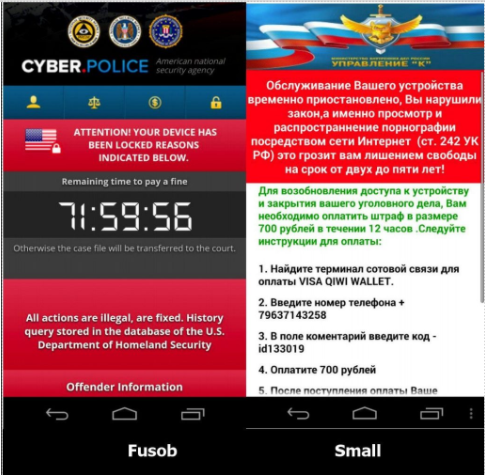 CYBER.POLICE
American national
security agency
ATTENTION! YOUR DEVICE HAS
BEEN LOCKED REASONS
INDICATED BELOW.
Remaining time to pay a fine
71:59:56
Otherwise the case file will be transferred to the court.
All actions are illegal, are fixed. History
query stored in the database of the U.S.
Department of Homeland Security
Offender Information
Fusob
УПРАВЛЕНИЕ "К"
Обслуживание Вашего устройства
временно приостановлено, Вы нарушили
закон,а именно просмотр и
распространнение порнографии
посредством сети Интернет (ст. 242 УК
РФ) это грозит вам лишением свободы
на срок от двух до пяти лет!
Для возобновления доступа к устройству
и закрытия вашего уголовного дела, Вам
необходимо оплатить штраф в размере
700 рублей в течении 12 часов .Следуйте
инструкции для оплаты:
1. Найдите терминал сотовой связи для
оплаты VISA QIWI WALLET.
2. Введите номер телефона +
79637143258
3. В поле коментарий введите код -
id133019
4. Оплатите 700 рублей
5. После поступления оплаты Ваше
Small